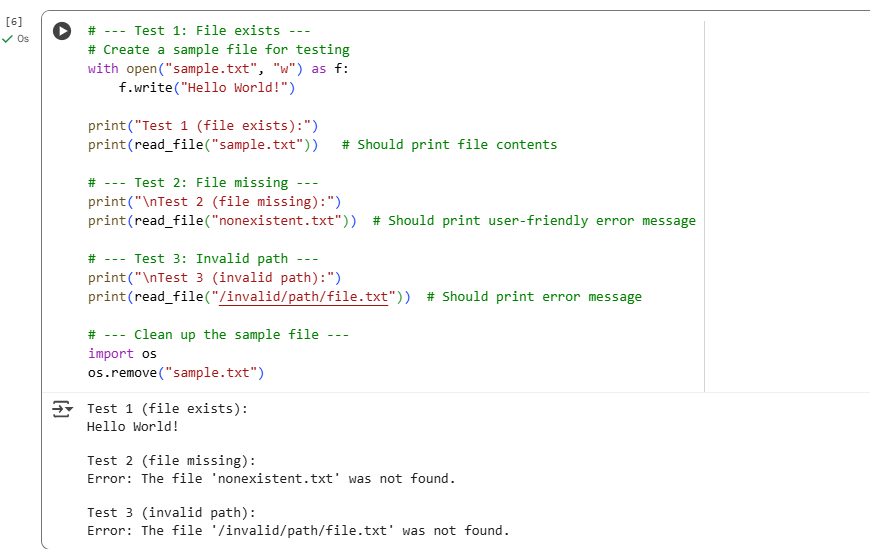 [6]
0s
# --- Test 1: File exists ---
# Create a sample file for testing
with open("sample.txt", "w") as f:
    f.write("Hello World!")

print("Test 1 (file exists):")
print(read_file("sample.txt"))   # Should print file contents

# --- Test 2: File missing ---
print("\nTest 2 (file missing):")
print(read_file("nonexistent.txt"))  # Should print user-friendly error message

# --- Test 3: Invalid path ---
print("\nTest 3 (invalid path):")
print(read_file("/invalid/path/file.txt"))  # Should print error message

# --- Clean up the sample file ---
import os
os.remove("sample.txt")

Test 1 (file exists):
Hello World!

Test 2 (file missing):
Error: The file 'nonexistent.txt' was not found.

Test 3 (invalid path):
Error: The file '/invalid/path/file.txt' was not found.